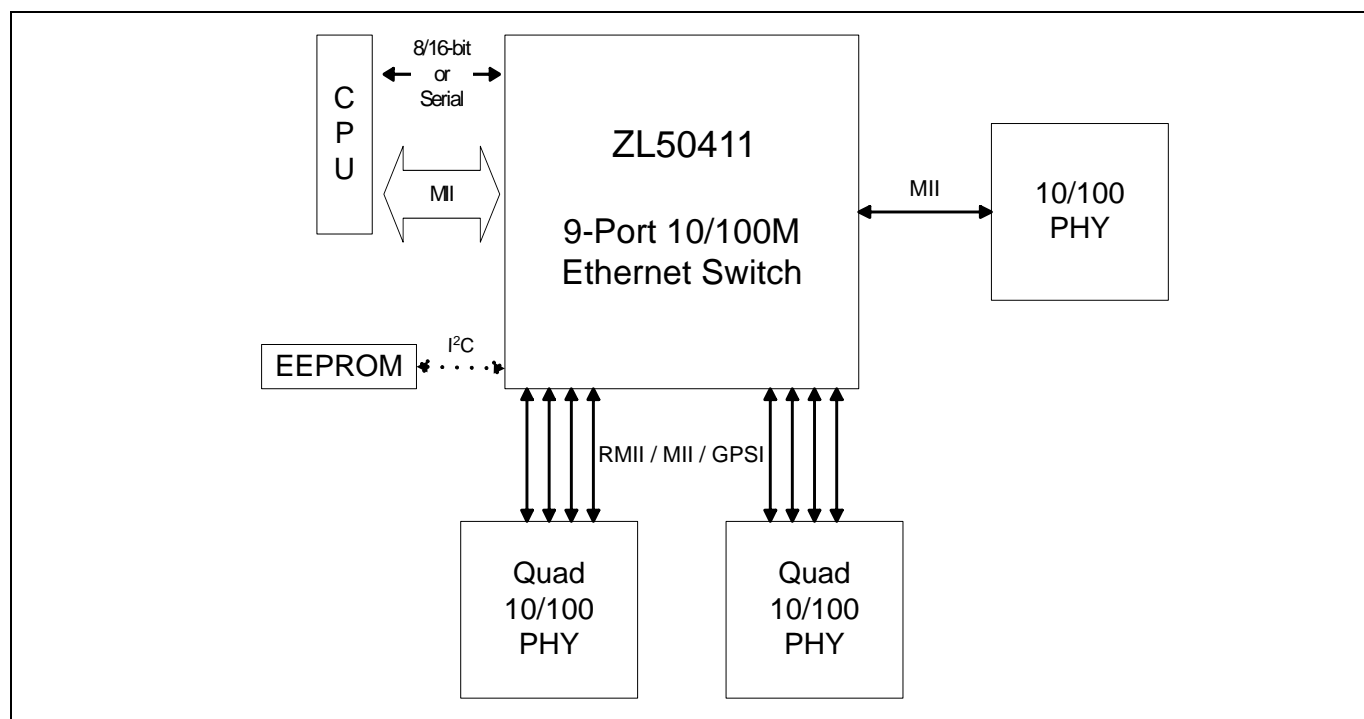 C
P
U
8/16-bit
or
Serial
MII
ZL50411
9-Port 10/100M
Ethernet Switch
MII
10/100
PHY
EEPROM
I²C
RMII / MII / GPSI
Quad
10/100
PHY
Quad
10/100
PHY